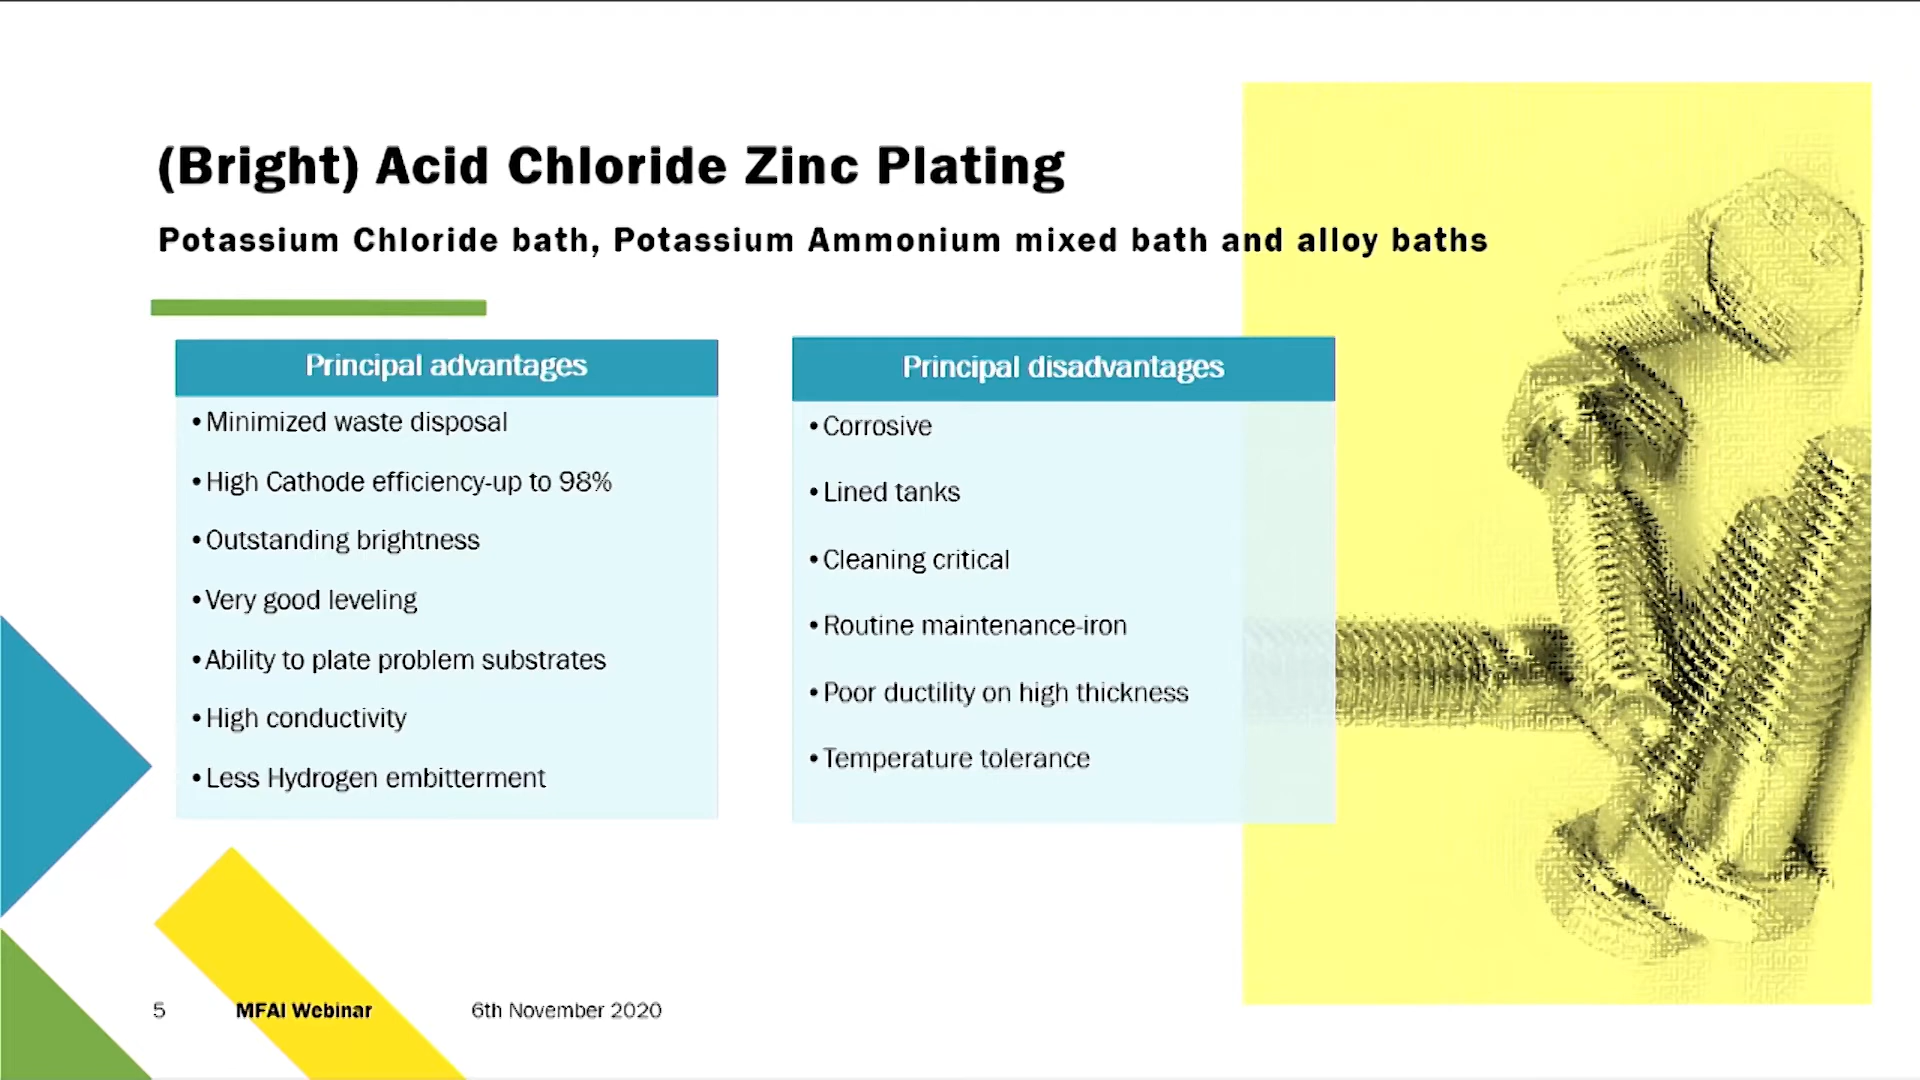 (Bright) Acid Chloride Zinc Plating
Potassium Chloride bath, Potassium Ammonium mixed bath and alloy baths
Principal advantages
•Minimized waste disposal
•High Cathode efficiency-up to 98%
•Outstanding brightness
•Very good leveling
•Ability to plate problem substrates
•High conductivity
•Less Hydrogen embitterment
Principal disadvantages
•Corrosive
•Lined tanks
•Cleaning critical
•Routine maintenance-iron
•Poor ductility on high thickness
•Temperature tolerance
5 MFAI Webinar 6th November 2020